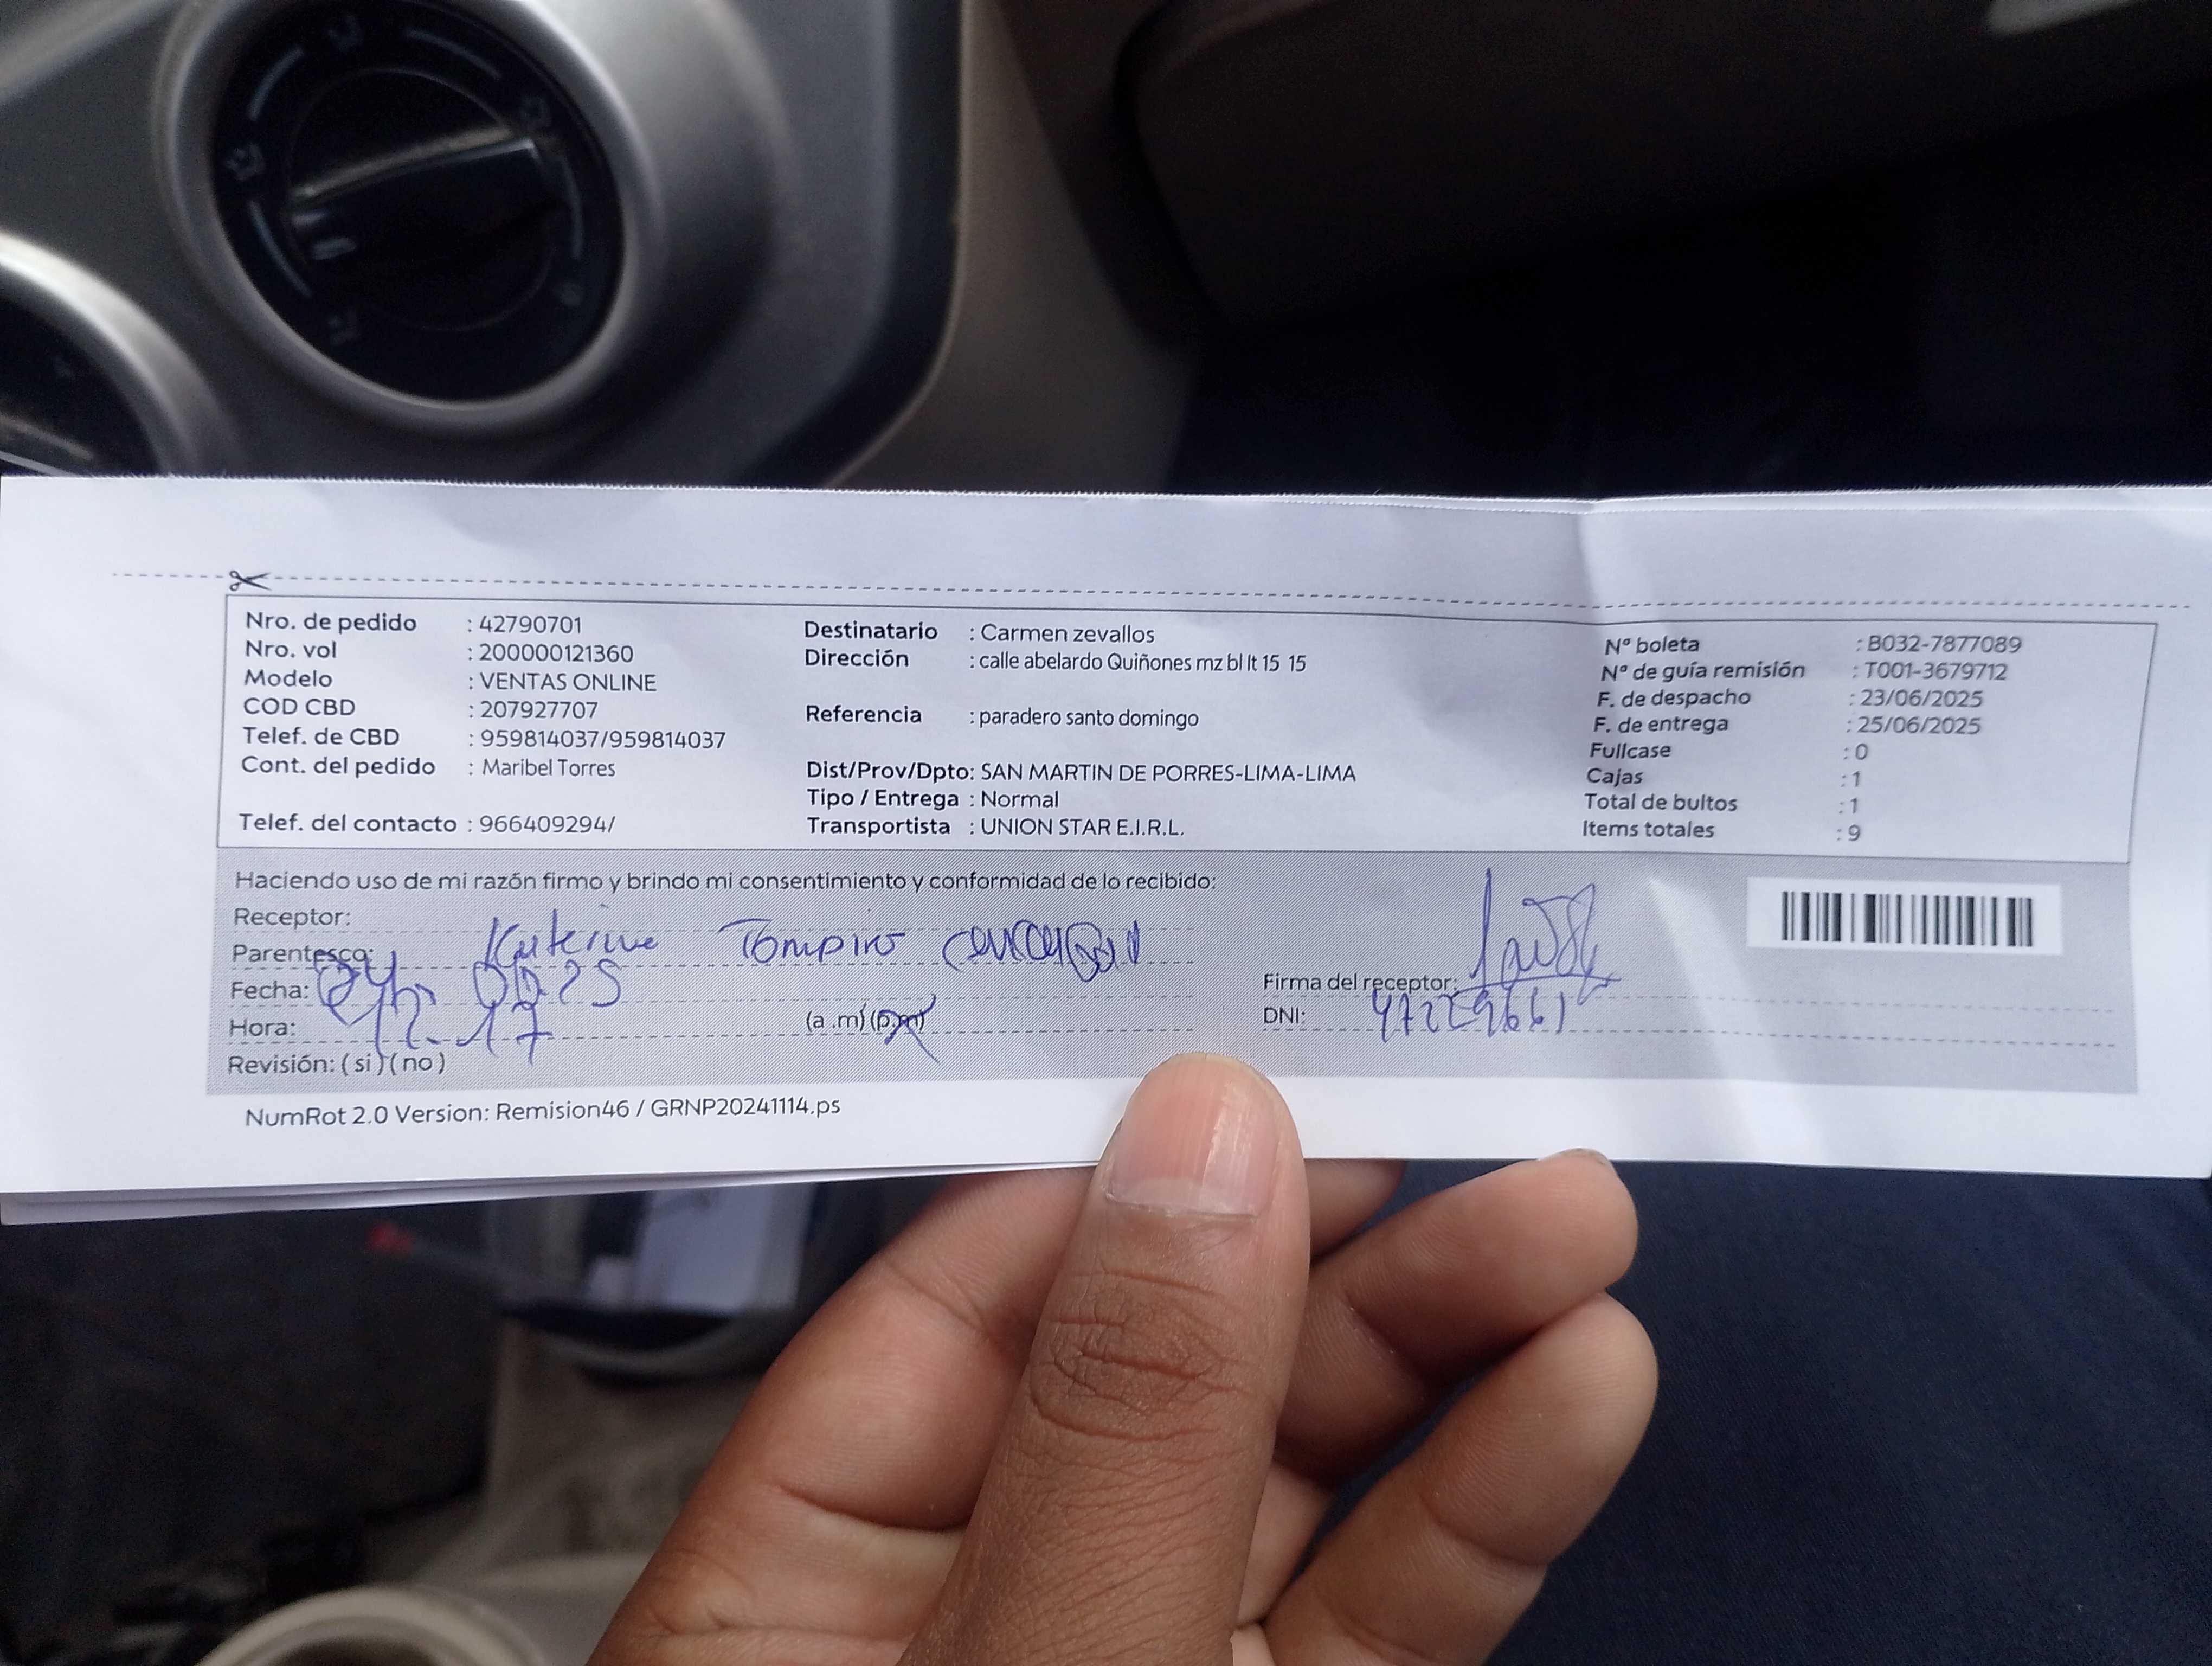 Nro. de pedido : 42790701
Nro. vol : 200000121360
Modelo : VENTAS ONLINE
COD CBD : 207927707
Telef. de CBD : 959814037/959814037
Cont. del pedido : Maribel Torres
Telef. del contacto : 966409294/
Destinatario : Carmen zevallos
Dirección : calle abelardo Quiñones mz bl lt 15 15
Referencia : paradero santo domingo
Dist/Prov/Dpto: SAN MARTIN DE PORRES-LIMA-LIMA
Tipo / Entrega : Normal
Transportista : UNION STAR E.I.R.L.
Nº boleta : B032-7877089
Nº de guía remisión : T001-3679712
F. de despacho : 23/06/2025
F. de entrega : 25/06/2025
Fullcase : 0
Cajas : 1
Total de bultos : 1
Items totales : 9
Haciendo uso de mi razón firmo y brindo mi consentimiento y conformidad de lo recibido:
Receptor:
Katerine
Parentesco:
Fecha:
Hora: 12.17 (a .m) (p.m)
Revisión: ( si ) ( no )
Firma del receptor:
DNI: 47229661
NumRot 2.0 Version: Remision46 / GRNP20241114.ps